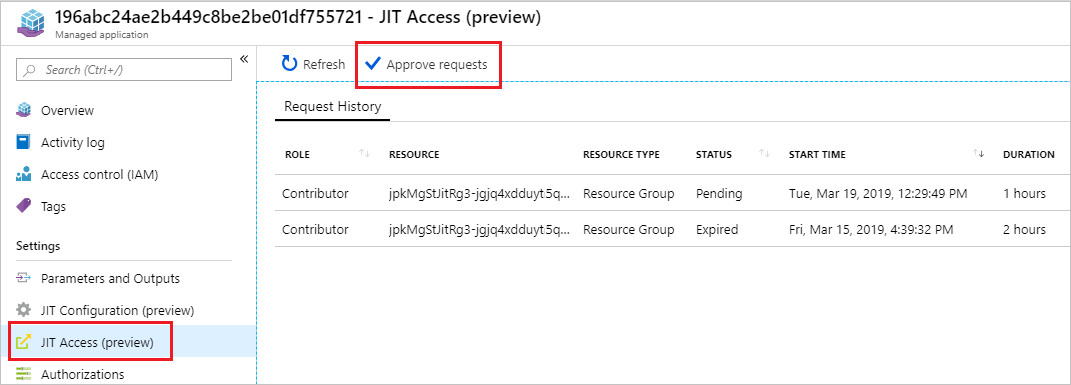 196abc24ae2b449c8be2be01df755721 - JIT Access (preview)
Managed application
Search (Ctrl+/)
«
Refresh
Approve requests
Overview
Activity log
Access control (IAM)
Tags
Settings
Parameters and Outputs
JIT Configuration (preview)
JIT Access (preview)
Authorizations
Request History
ROLE RESOURCE RESOURCE TYPE STATUS START TIME DURATION
Contributor jpkMgStJitRg3-jgjq4xdduyti5q... Resource Group Pending Tue, Mar 19, 2019, 12:29:49 PM 1 hours
Contributor jpkMgStJitRg3-jgjq4xdduyti5q... Resource Group Expired Fri, Mar 15, 2019, 4:39:32 PM 2 hours